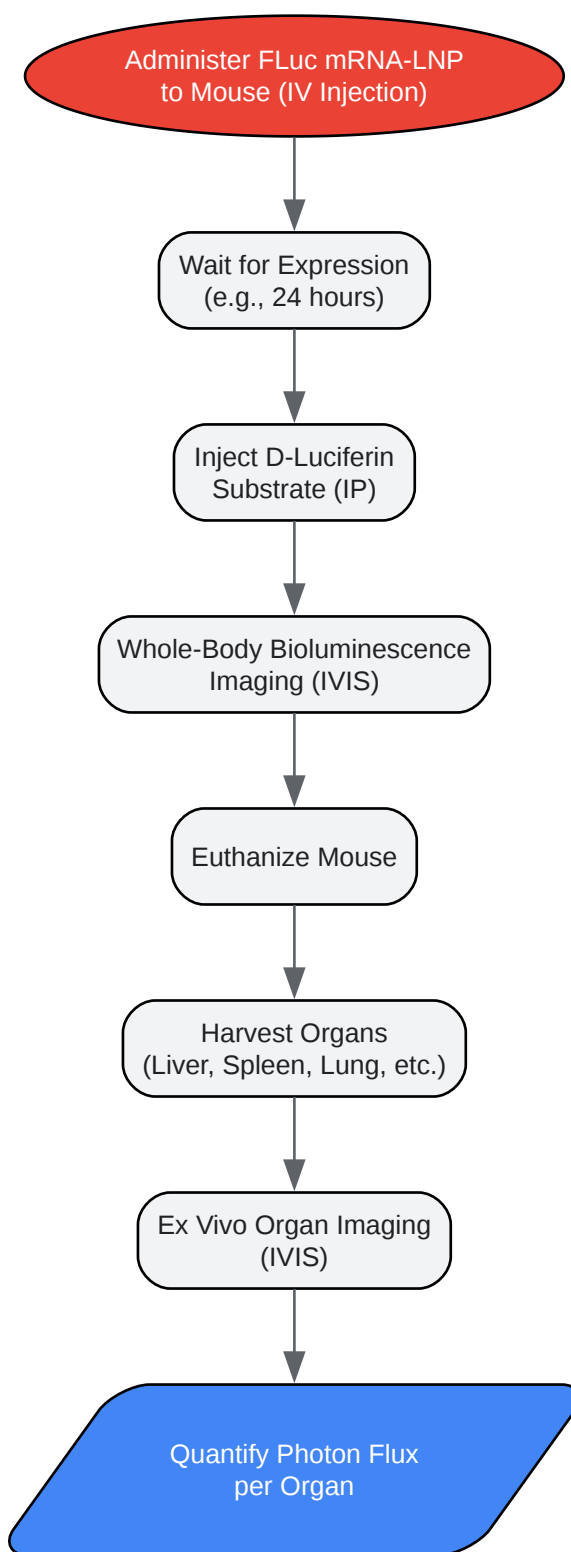 Administer FLuc mRNA-LNP
to Mouse (IV Injection)
Wait for Expression
(e.g., 24 hours)
Inject D-Luciferin
Substrate (IP)
Whole-Body Bioluminescence
Imaging (IVIS)
Euthanize Mouse
Harvest Organs
(Liver, Spleen, Lung, etc.)
Ex Vivo Organ Imaging
(IVIS)
Quantify Photon Flux
per Organ